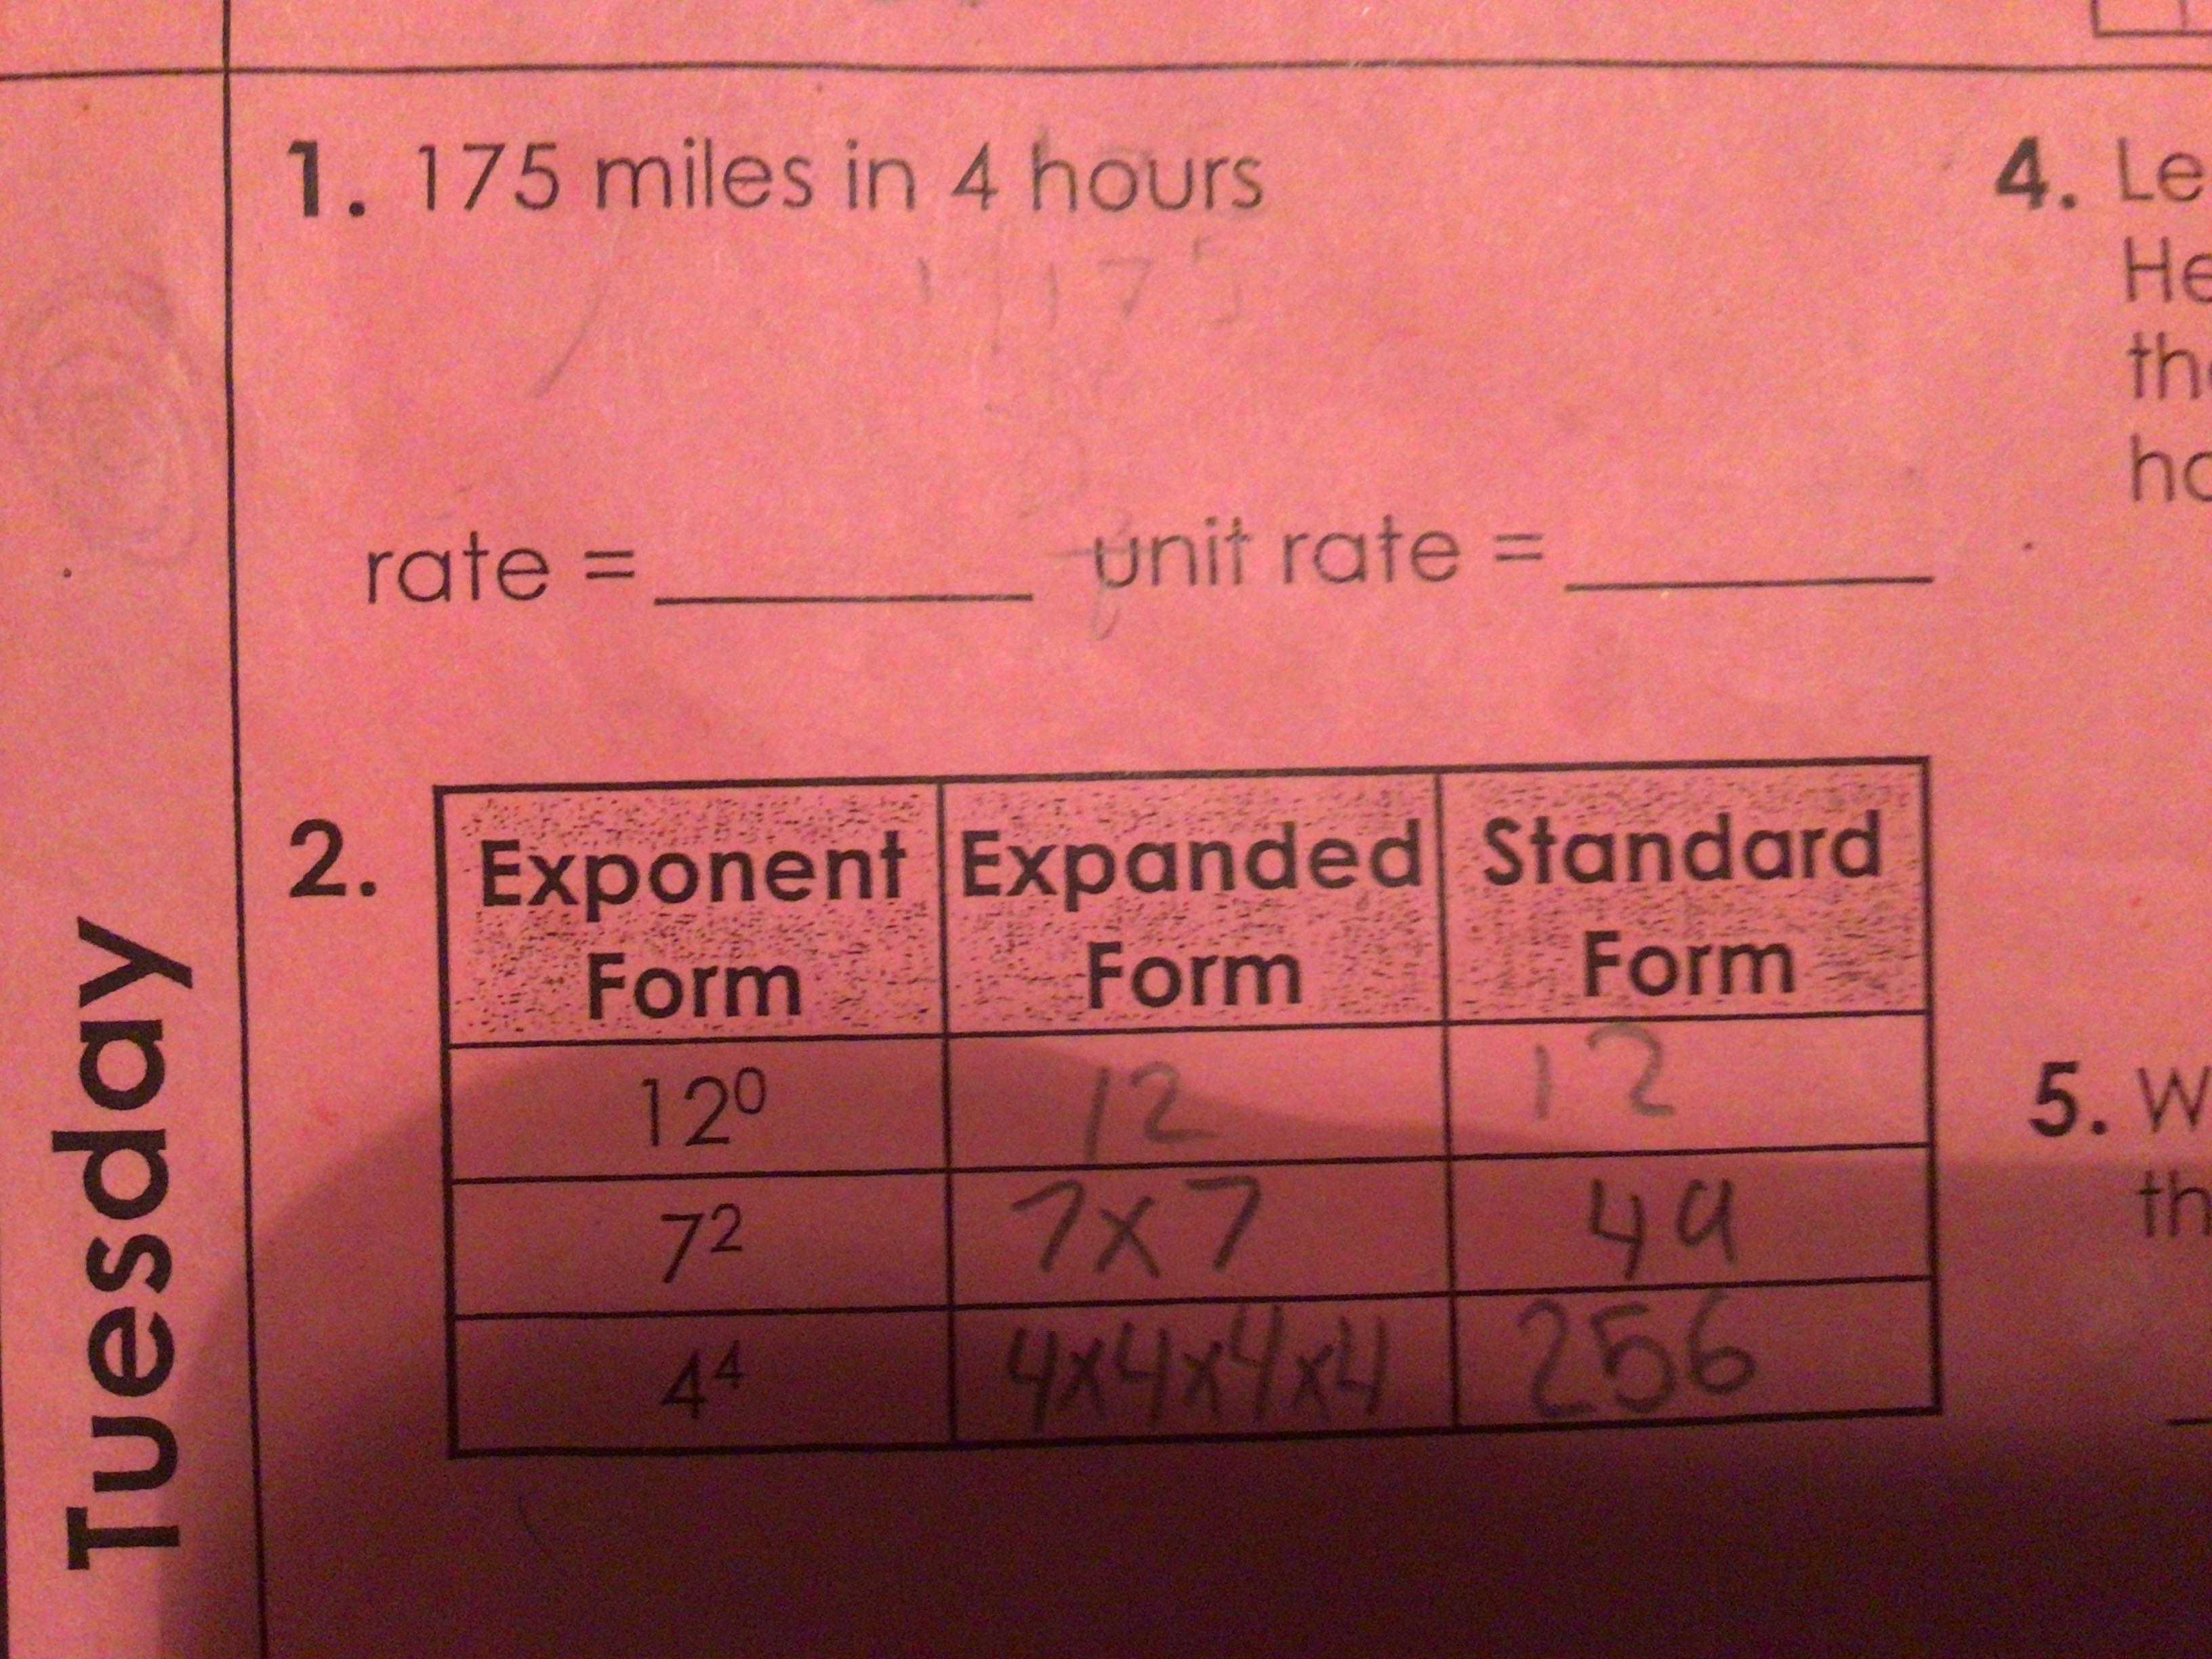 1. 175 miles in 4 hours
175
rate = ________ unit rate = ________
2.
Exponent Form Expanded Form Standard Form
12⁰ 12 12
7² 7x7 49
4⁴ 4x4x4x4 256
Tuesday
4. Le
He
th
ho
5. W
th